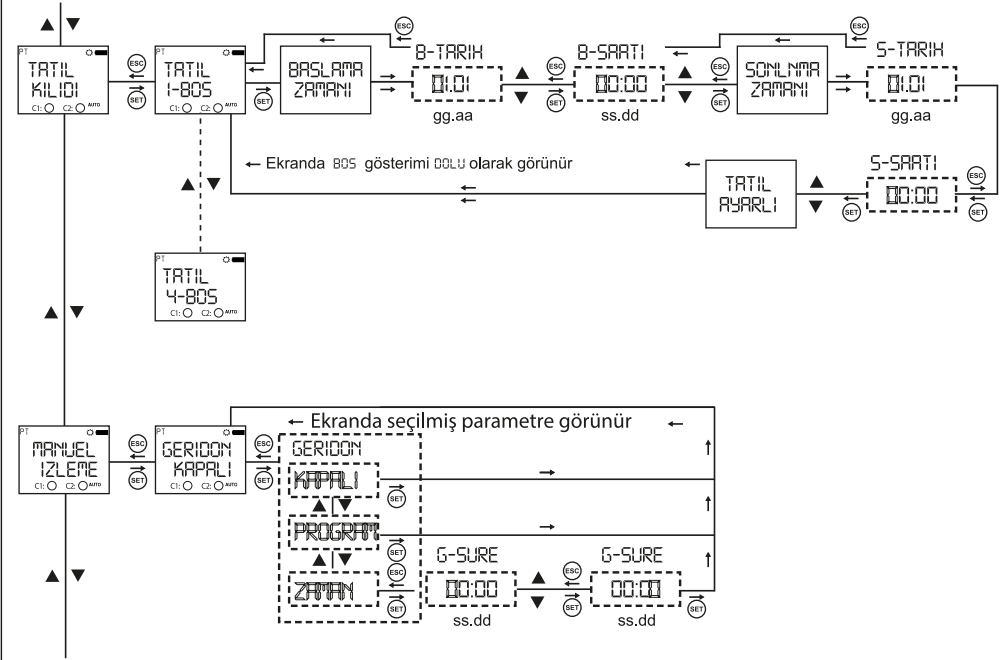 ESC
ESC
B-TARIH
B-SAATI
S-TARIH
PT
TATIL
KILIDI
C1: C2: AUTO
ESC
SET
PT
TATIL
1-BOS
C1: C2: AUTO
SET
BASLAMA
ZAMANI
01.01
gg.aa
ESC
SET
00:00
ss.dd
ESC
SET
SONLNMA
ZAMANI
01.01
gg.aa
← Ekranda BOS gösterimi DOLU olarak görünür
TATIL
AYARLI
SET
S-SAATI
00:00
ESC
SET
PT
TATIL
4-BOS
C1: C2: AUTO
← Ekranda seçilmiş parametre görünür ←
PT
MANUEL
IZLEME
C1: C2: AUTO
ESC
SET
PT
GERIDON
KAPALI
C1: C2: AUTO
ESC
SET
GERIDON
KAPALI
SET
PROGRAM
SET
ZAMAN
ESC
SET
G-SURE
00:00
ss.dd
ESC
SET
G-SURE
00:00
ss.dd
SET